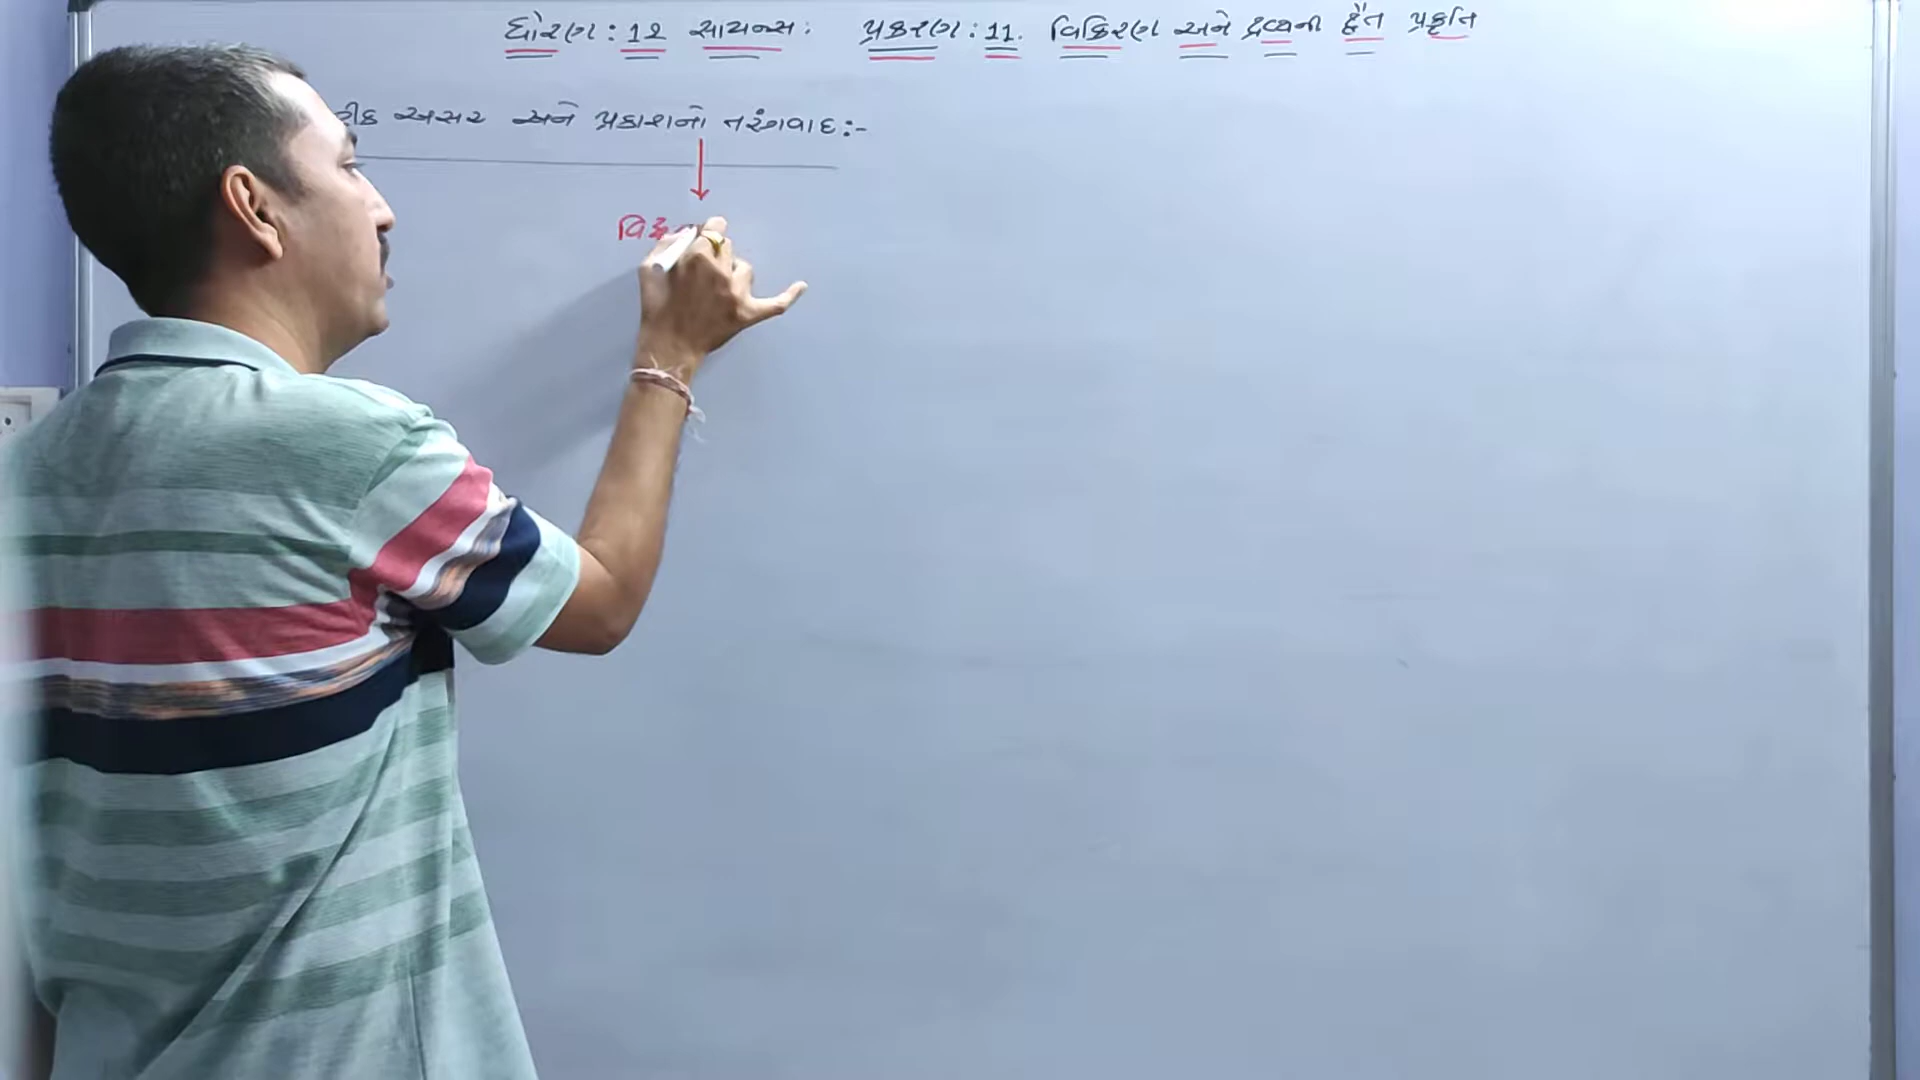 ધોરણ : 12 સાયન્સ: પ્રકરણ : 11. વિકિરણ અને દ્રવ્યની દ્વૈત પ્રકૃતિ
અસર અને પ્રકાશનો તરંગવાદ :-